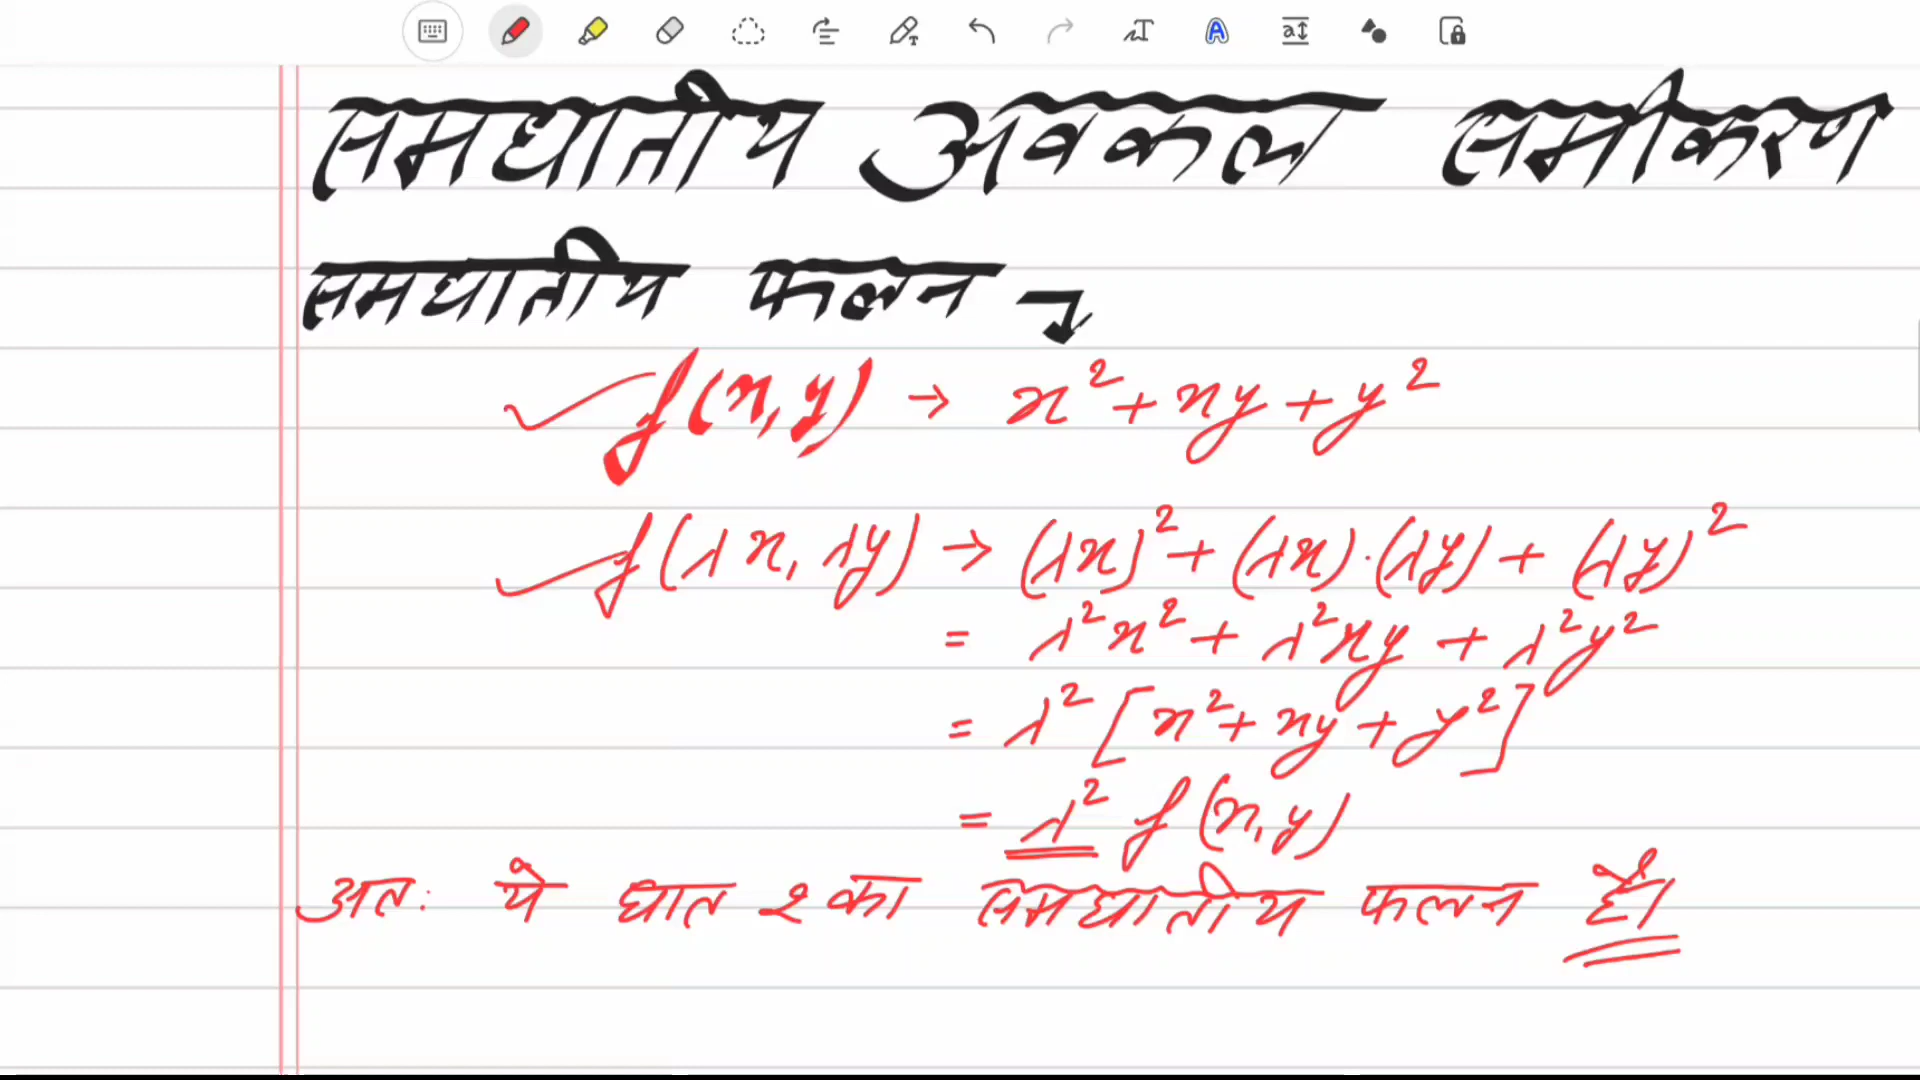 समघातीय अवकल समीकरण
समघातीय फलन →
f(x,y) → x²+xy+y²
f(λx, λy) → (λx)²+(λx)·(λy)+(λy)²
= λ²x²+λ²xy+λ²y²
= λ²[x²+xy+y²]
= λ² f(x,y)
अतः ये घात २ का समघातीय फलन है।